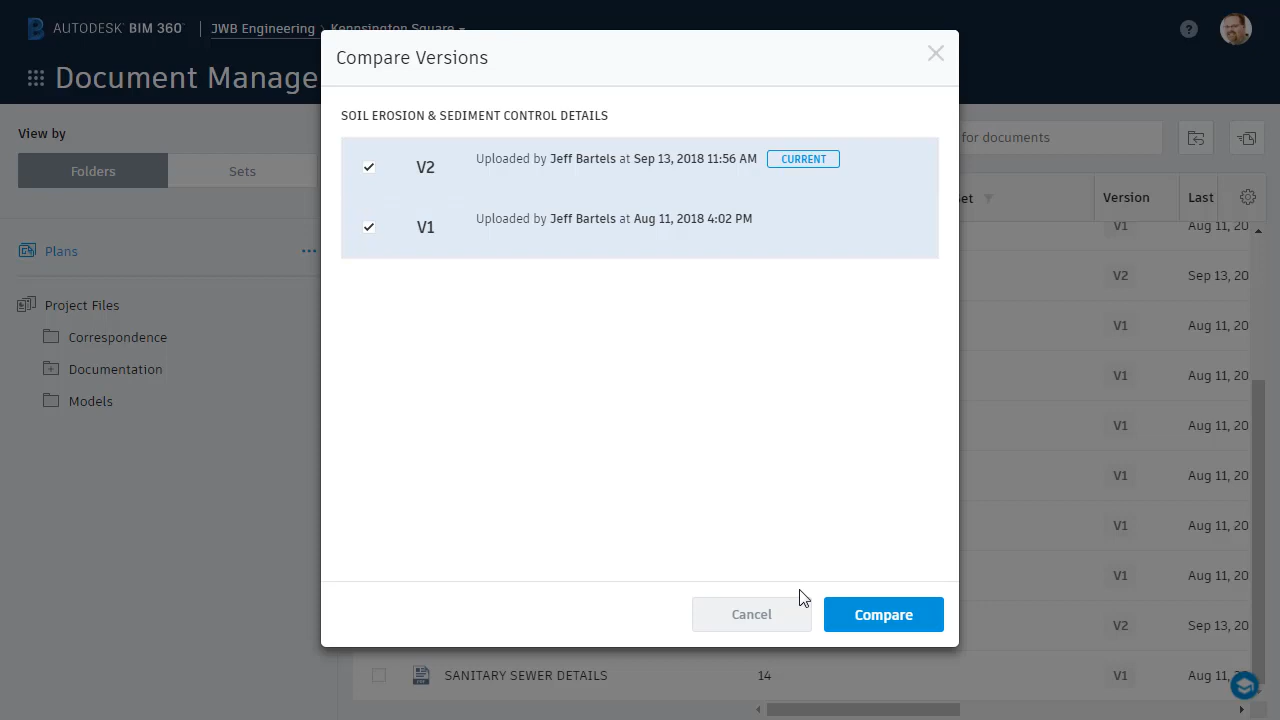 AUTODESK® BIM 360™ JWB Engineering > Kennsington Square
Document Manage
Compare Versions
SOIL EROSION & SEDIMENT CONTROL DETAILS
V2 Uploaded by Jeff Bartels at Sep 13, 2018 11:56 AM CURRENT
V1 Uploaded by Jeff Bartels at Aug 11, 2018 4:02 PM
Cancel Compare
View by
Folders Sets
Plans
Project Files
Correspondence
Documentation
Models
for documents
et Version Last
V1 Aug 11, 20
V2 Sep 13, 20
V1 Aug 11, 20
V1 Aug 11, 20
V1 Aug 11, 20
V1 Aug 11, 20
V1 Aug 11, 20
V1 Aug 11, 20
V2 Sep 13, 20
SANITARY SEWER DETAILS 14 V1 Aug 11, 20